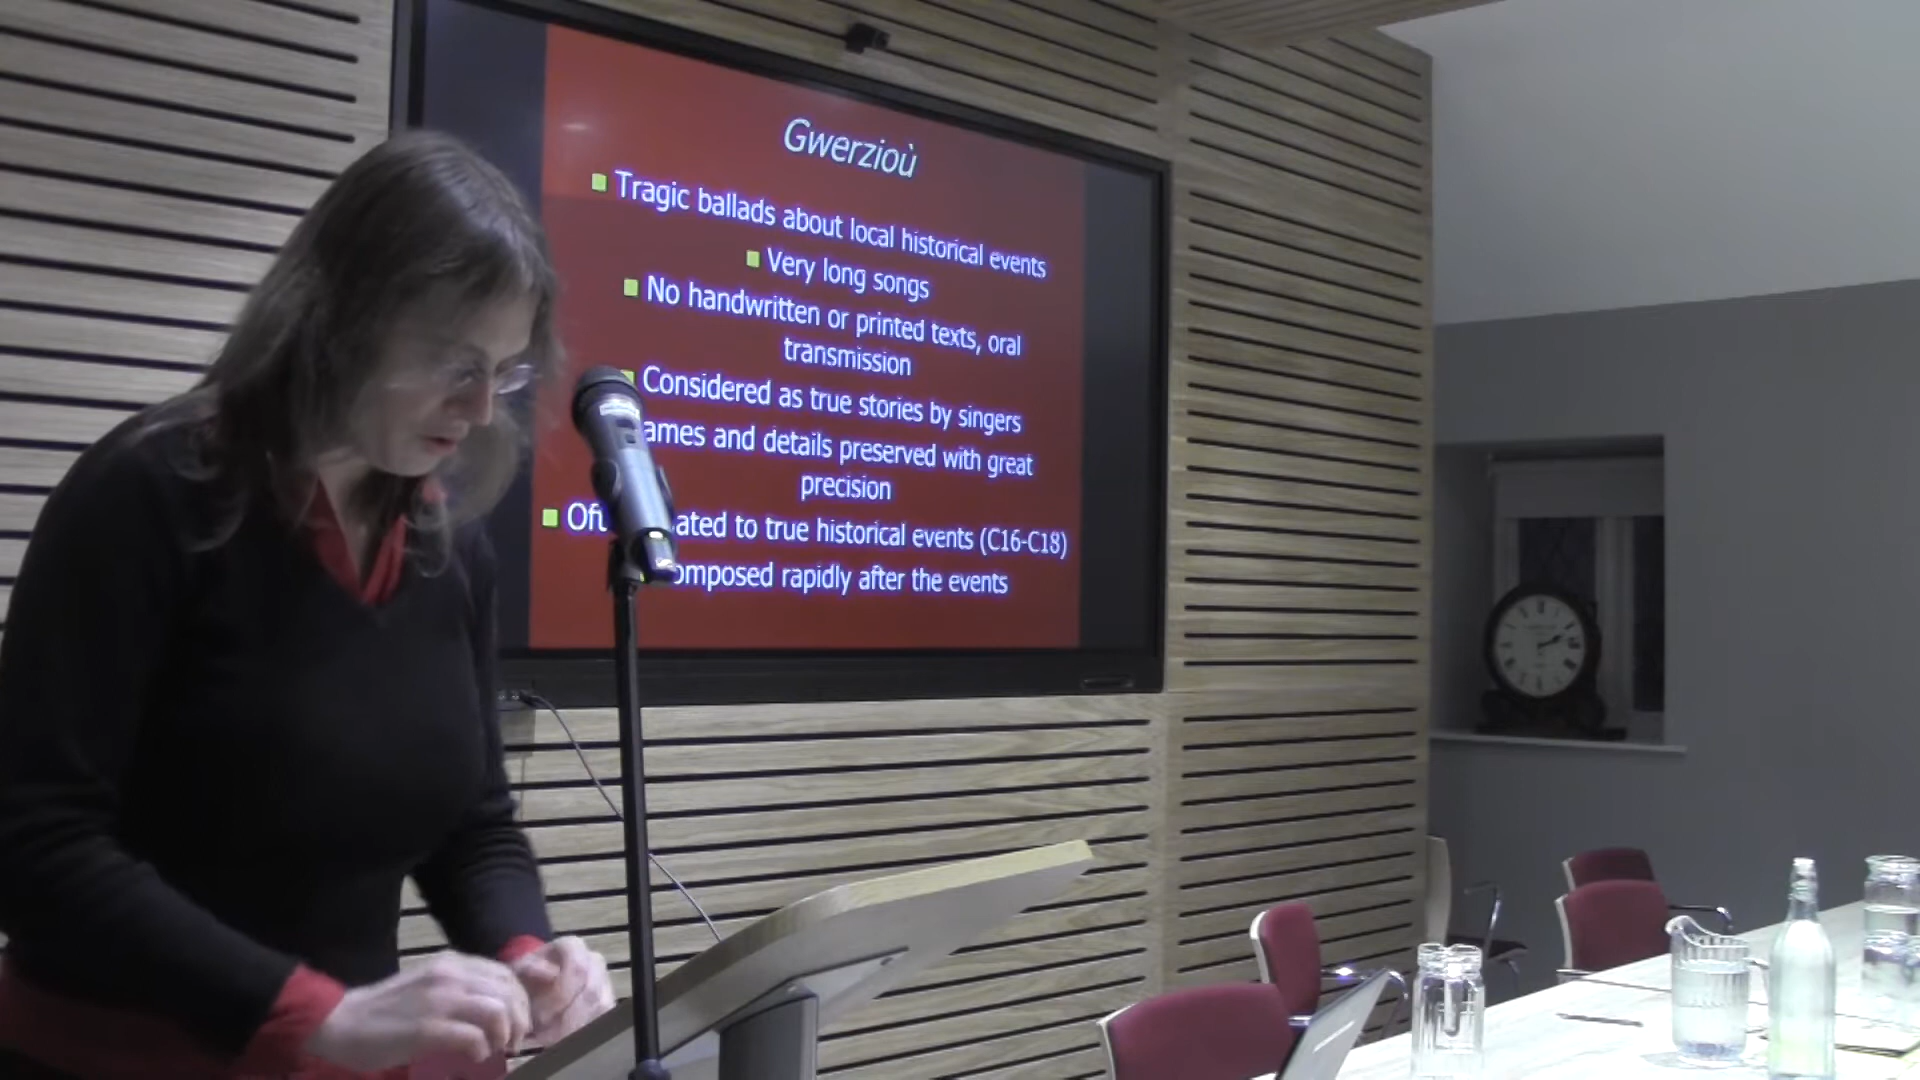 Gwerzioù
Tragic ballads about local historical events
Very long songs
No handwritten or printed texts, oral
transmission
Considered as true stories by singers
ames and details preserved with great
precision
Oft ated to true historical events (C16-C18)
omposed rapidly after the events